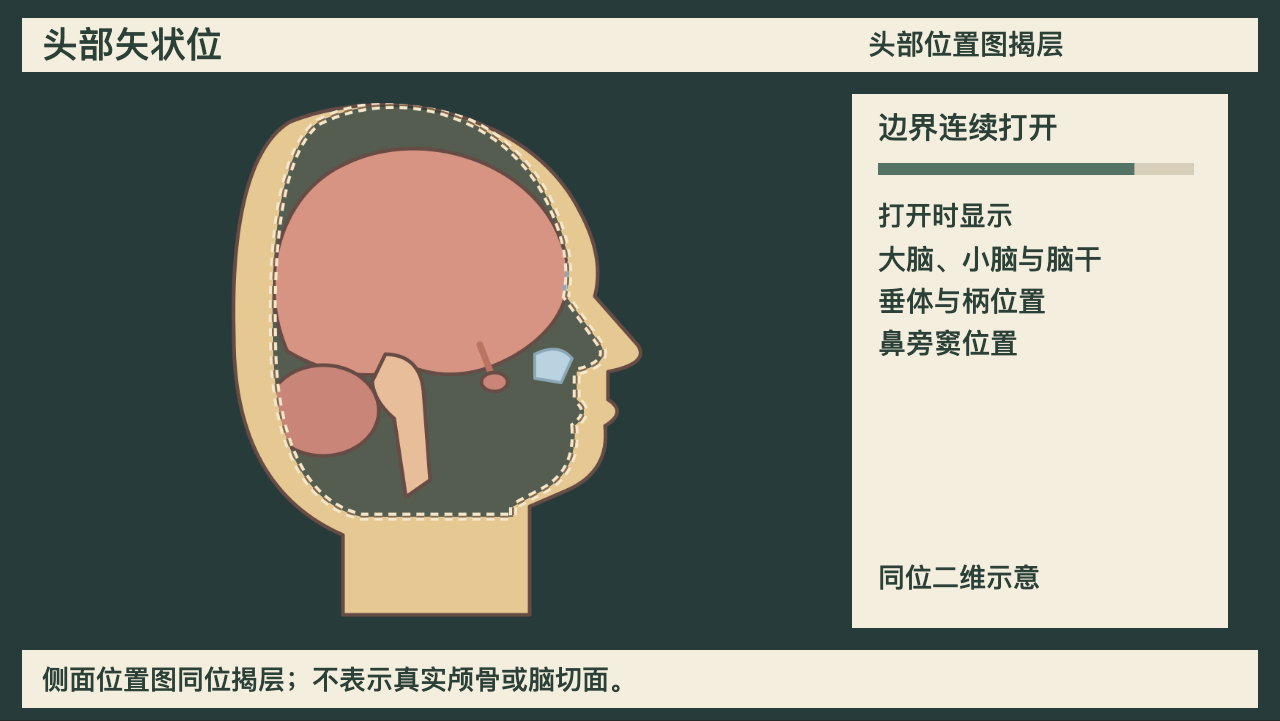 头部矢状位
头部位置图揭层
边界连续打开
打开时显示
大脑、小脑与脑干
垂体与柄位置
鼻旁窦位置
同位二维示意
侧面位置图同位揭层；不表示真实颅骨或脑切面。